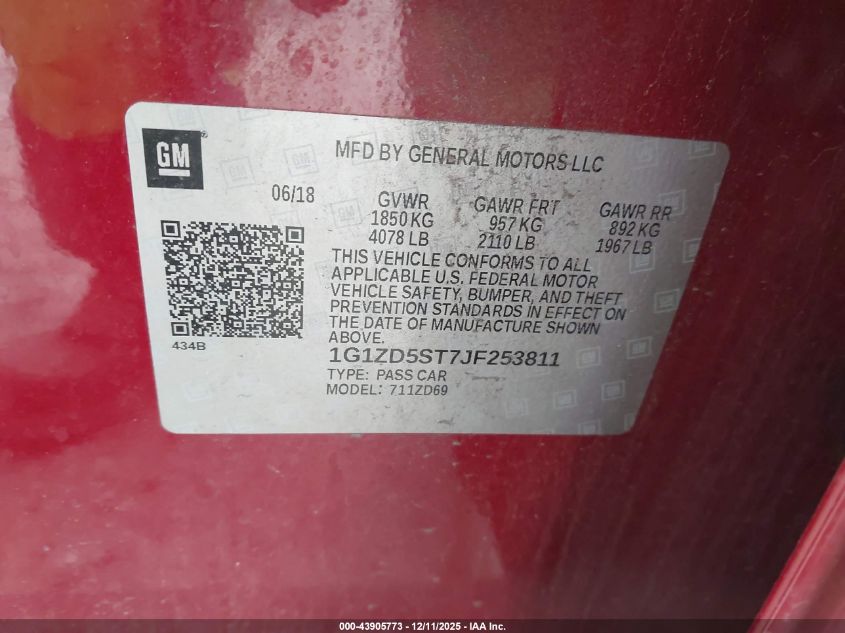 GM®
MFD BY GENERAL MOTORS LLC
06/18
GVWR GAWR FRT GAWR RR
1850 KG 957 KG 892 KG
4078 LB 2110 LB 1967 LB
THIS VEHICLE CONFORMS TO ALL
APPLICABLE U.S. FEDERAL MOTOR
VEHICLE SAFETY, BUMPER, AND THEFT
PREVENTION STANDARDS IN EFFECT ON
THE DATE OF MANUFACTURE SHOWN
ABOVE.
434B
1G1ZD5ST7JF253811
TYPE: PASS CAR
MODEL: 711ZD69
000-43905773 - 12/11/2025 - IAA Inc.